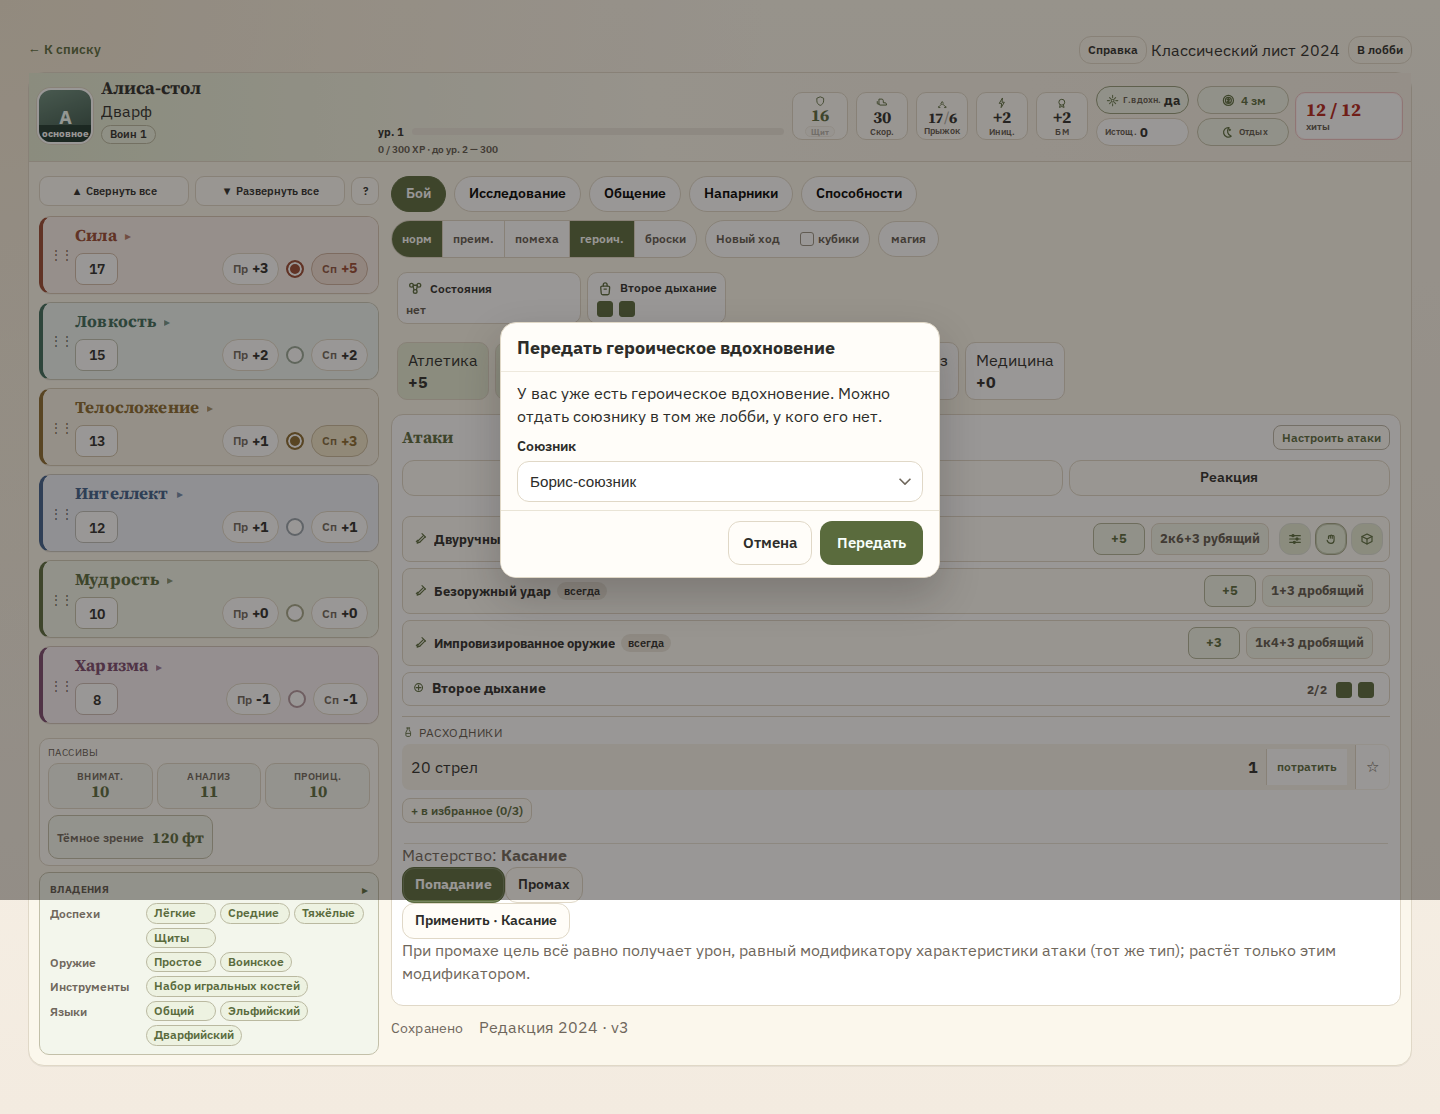 ← К списку
Справка Классический лист 2024 В лобби
А
основное
Алиса-стол
Дварф
Воин 1
ур. 1
0 / 300 XP · до ур. 2 — 300
16
Щит
30
Скор.
17/6
Прыжок
+2
Иниц.
+2
БМ
Г.вдохн. да
Истощ. 0
4 зм
Отдых
12 / 12
хиты
▲ Свернуть все ▼ Развернуть все ?
Сила ▸
17 Пр +3 Сп +5
Ловкость ▸
15 Пр +2 Сп +2
Телосложение ▸
13 Пр +1 Сп +3
Интеллект ▸
12 Пр +1 Сп +1
Мудрость ▸
10 Пр +0 Сп +0
Харизма ▸
8 Пр -1 Сп -1
ПАССИВЫ
ВНИМАТ.
10
АНАЛИЗ
11
ПРОНИЦ.
10
Тёмное зрение 120 фт
ВЛАДЕНИЯ ▸
Доспехи Лёгкие Средние Тяжёлые
Щиты
Оружие Простое Воинское
Инструменты Набор игральных костей
Языки Общий Эльфийский
Дварфийский
Бой Исследование Общение Напарники Способности
норм преим. помеха героич. броски Новый ход кубики магия
Состояния
нет
Второе дыхание
Атлетика
+5
Медицина
+0
Передать героическое вдохновение
У вас уже есть героическое вдохновение. Можно
отдать союзнику в том же лобби, у кого его нет.
Союзник
Борис-союзник
Отмена Передать
Атаки Настроить атаки
Реакция
+5 2к6+3 рубящий
Безоружный удар всегда +5 1+3 дробящий
Импровизированное оружие всегда +3 1к4+3 дробящий
Второе дыхание 2/2
РАСХОДНИКИ
20 стрел 1 потратить ☆
+ в избранное (0/3)
Мастерство: Касание
Попадание Промах
Применить · Касание
При промахе цель всё равно получает урон, равный модификатору характеристики атаки (тот же тип); растёт только этим
модификатором.
Сохранено Редакция 2024 · v3